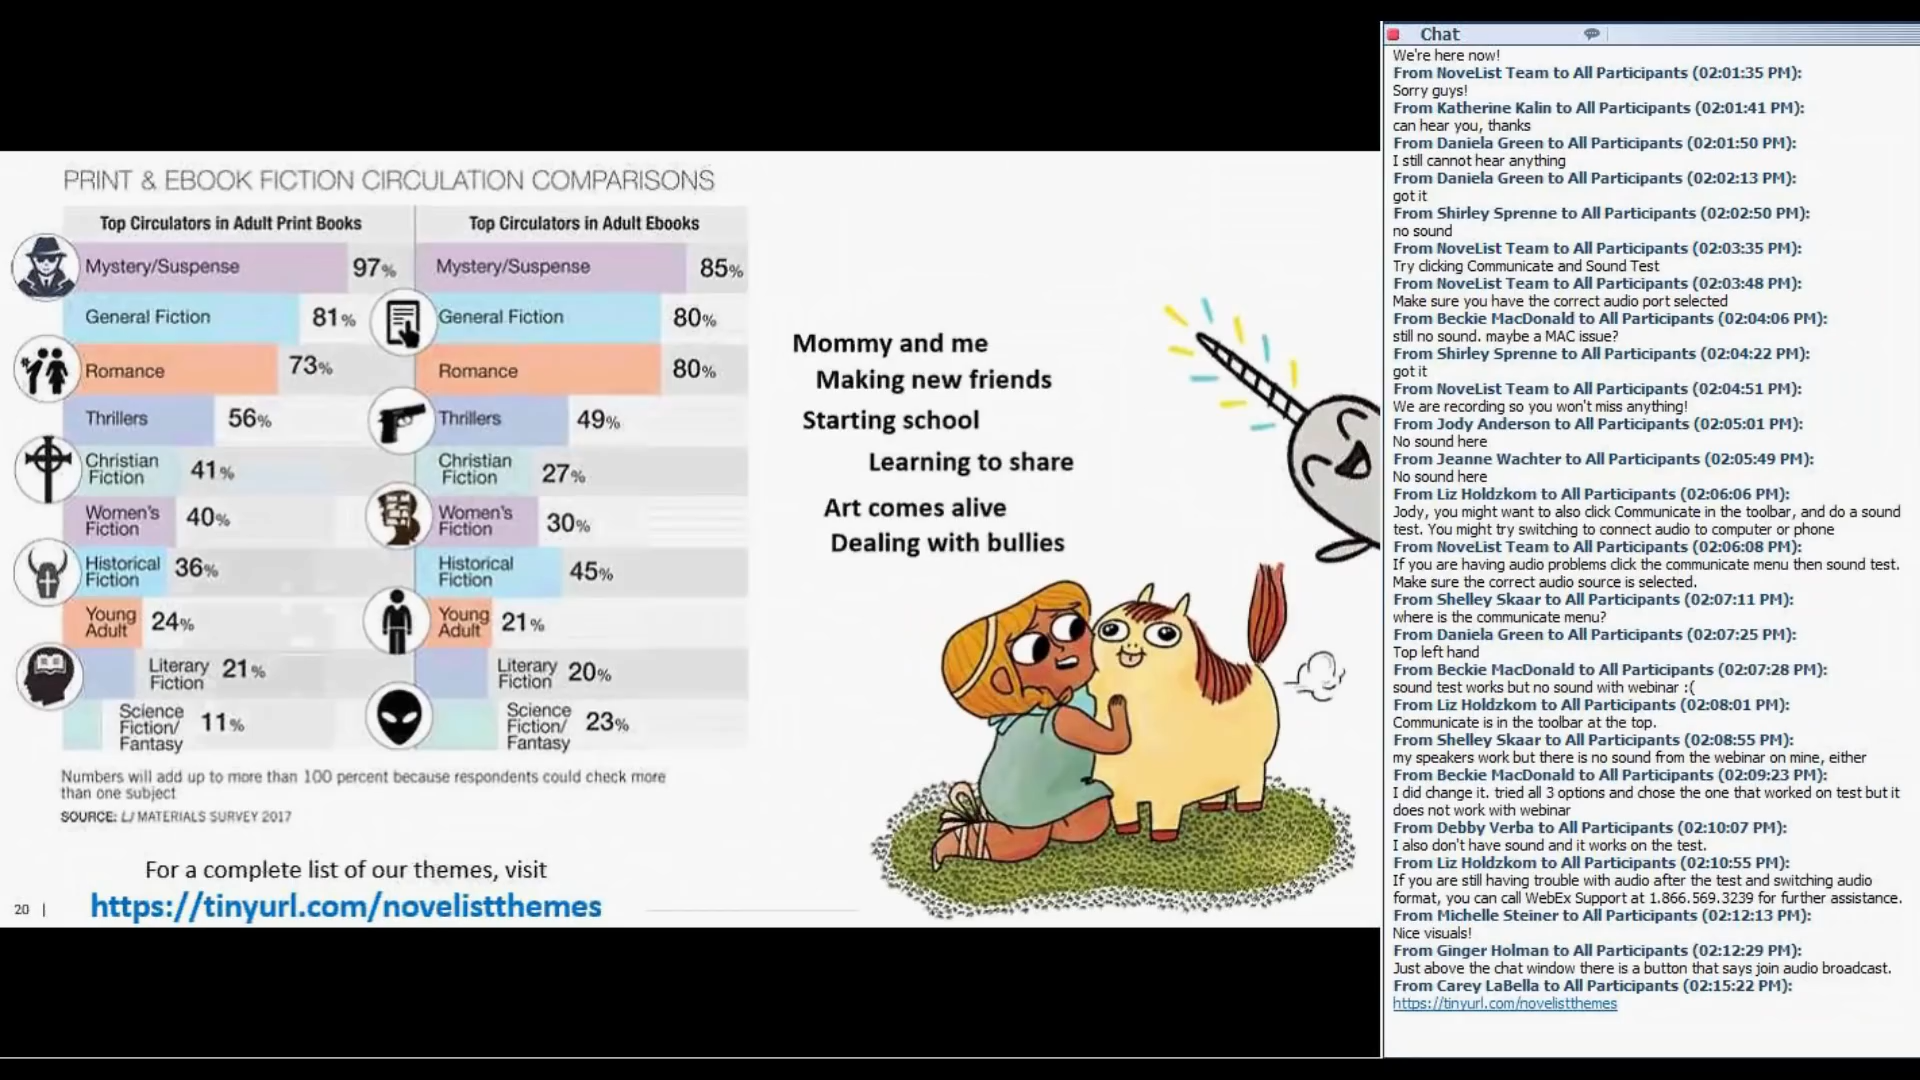 PRINT & EBOOK FICTION CIRCULATION COMPARISONS
Top Circulators in Adult Print Books
Mystery/Suspense 97%
General Fiction 81%
Romance 73%
Thrillers 56%
Christian
Fiction 41%
Women's
Fiction 40%
Historical
Fiction 36%
Young
Adult 24%
Literary
Fiction 21%
Science
Fiction/
Fantasy 11%
Top Circulators in Adult Ebooks
Mystery/Suspense 85%
General Fiction 80%
Romance 80%
Thrillers 49%
Christian
Fiction 27%
Women's
Fiction 30%
Historical
Fiction 45%
Young
Adult 21%
Literary
Fiction 20%
Science
Fiction/
Fantasy 23%
Numbers will add up to more than 100 percent because respondents could check more
than one subject
SOURCE: LJ MATERIALS SURVEY 2017
For a complete list of our themes, visit
https://tinyurl.com/novelistthemes
20 |
Mommy and me
Making new friends
Starting school
Learning to share
Art comes alive
Dealing with bullies
Chat
We're here now!
From NoveList Team to All Participants (02:01:35 PM):
Sorry guys!
From Katherine Kalin to All Participants (02:01:41 PM):
can hear you, thanks
From Daniela Green to All Participants (02:01:50 PM):
I still cannot hear anything
From Daniela Green to All Participants (02:02:13 PM):
got it
From Shirley Sprenne to All Participants (02:02:50 PM):
no sound
From NoveList Team to All Participants (02:03:35 PM):
Try clicking Communicate and Sound Test
From NoveList Team to All Participants (02:03:48 PM):
Make sure you have the correct audio port selected
From Beckie MacDonald to All Participants (02:04:06 PM):
still no sound. maybe a MAC issue?
From Shirley Sprenne to All Participants (02:04:22 PM):
got it
From NoveList Team to All Participants (02:04:51 PM):
We are recording so you won't miss anything!
From Jody Anderson to All Participants (02:05:01 PM):
No sound here
From Jeanne Wachter to All Participants (02:05:49 PM):
No sound here
From Liz Holdzkom to All Participants (02:06:06 PM):
Jody, you might want to also click Communicate in the toolbar, and do a sound
test. You might try switching to connect audio to computer or phone
From NoveList Team to All Participants (02:06:08 PM):
If you are having audio problems click the communicate menu then sound test.
Make sure the correct audio source is selected.
From Shelley Skaar to All Participants (02:07:11 PM):
where is the communicate menu?
From Daniela Green to All Participants (02:07:25 PM):
Top left hand
From Beckie MacDonald to All Participants (02:07:28 PM):
sound test works but no sound with webinar :(
From Liz Holdzkom to All Participants (02:08:01 PM):
Communicate is in the toolbar at the top.
From Shelley Skaar to All Participants (02:08:55 PM):
my speakers work but there is no sound from the webinar on mine, either
From Beckie MacDonald to All Participants (02:09:23 PM):
I did change it. tried all 3 options and chose the one that worked on test but it
does not work with webinar
From Debby Verba to All Participants (02:10:07 PM):
I also don't have sound and it works on the test.
From Liz Holdzkom to All Participants (02:10:55 PM):
If you are still having trouble with audio after the test and switching audio
format, you can call WebEx Support at 1.866.569.3239 for further assistance.
From Michelle Steiner to All Participants (02:12:13 PM):
Nice visuals!
From Ginger Holman to All Participants (02:12:29 PM):
Just above the chat window there is a button that says join audio broadcast.
From Carey LaBella to All Participants (02:15:22 PM):
https://tinyurl.com/novelistthemes